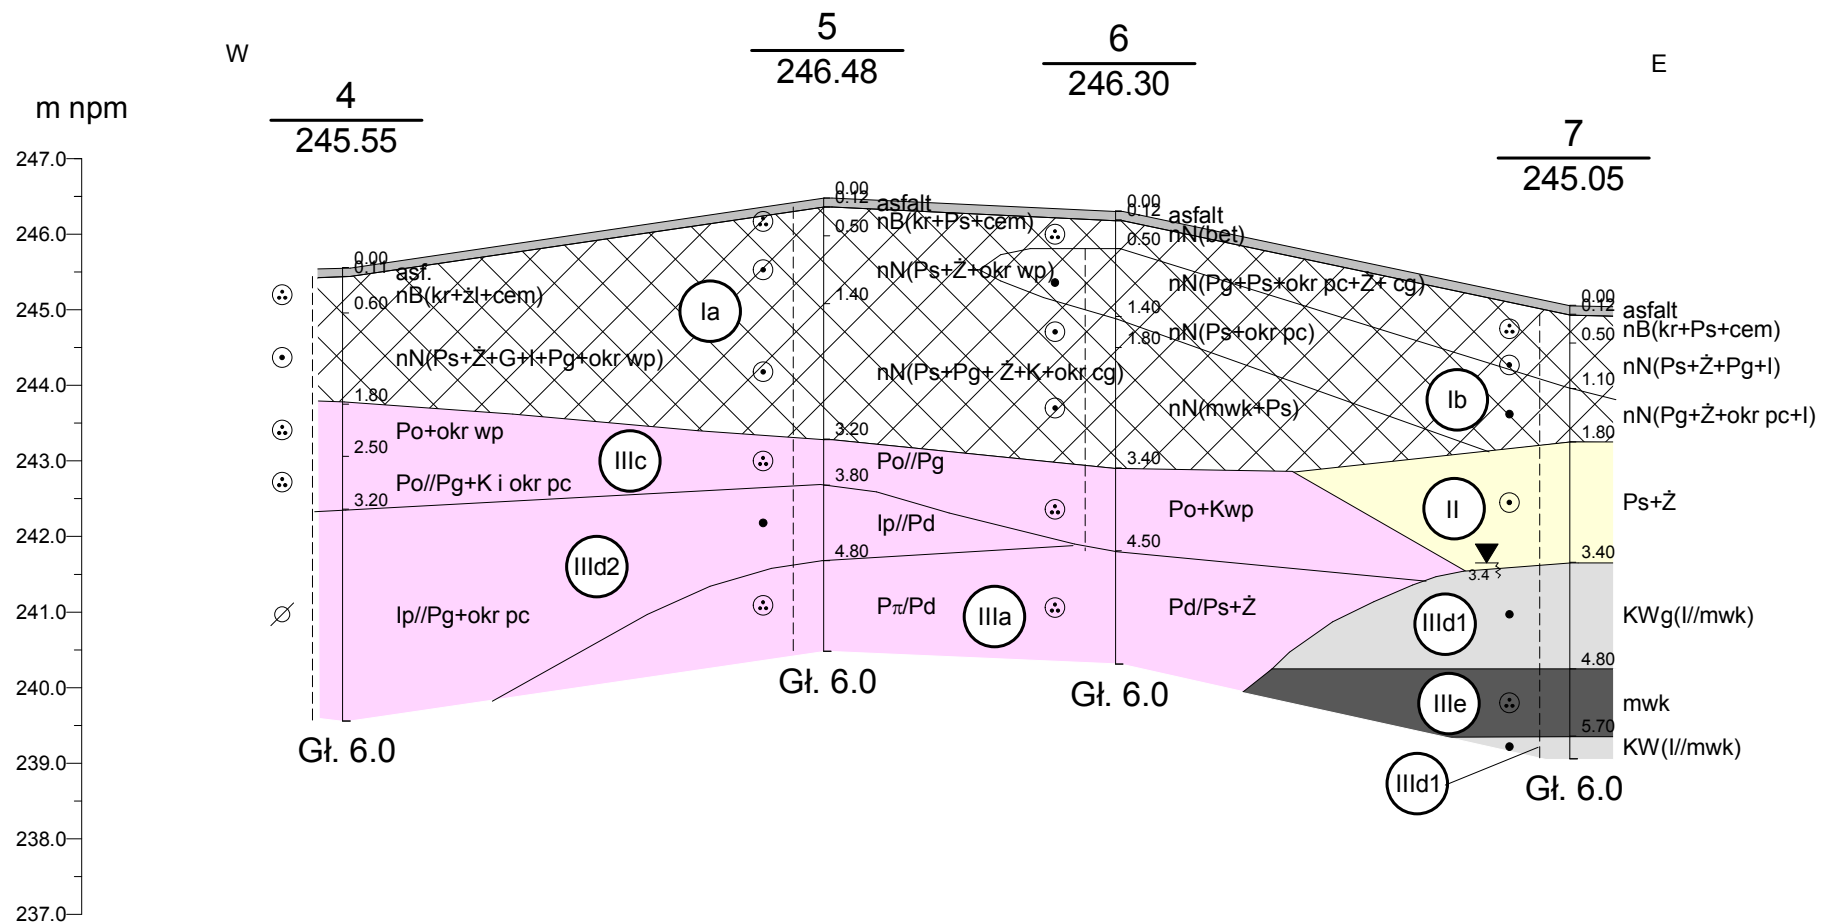 W
E
m npm
4
245.55
5
246.48
6
246.30
7
245.05
247.0
246.0
245.0
244.0
243.0
242.0
241.0
240.0
239.0
238.0
237.0
0.00
0.11
0.60
1.80
2.50
3.20
asf.
nB(kr+żl+cem)
nN(Ps+Ż+G+I+Pg+okr wp)
Po+okr wp
Po//Pg+K i okr pc
Ip//Pg+okr pc
Gł. 6.0
0.00
0.12
0.50
1.40
3.20
3.80
4.80
asfalt
nB(kr+Ps+cem)
nN(Ps+Ż+okr wp)
nN(Ps+Pg+ Ż+K+okr cg)
Po//Pg
Ip//Pd
Pπ/Pd
Gł. 6.0
0.00
0.12
0.50
1.40
1.80
3.40
4.50
asfalt
nN(bet)
nN(Pg+Ps+okr pc+Ż+ cg)
nN(Ps+okr pc)
nN(mwk+Ps)
Po+Kwp
Pd/Ps+Ż
Gł. 6.0
0.00
0.12
0.50
1.10
1.80
3.40
4.80
5.70
asfalt
nB(kr+Ps+cem)
nN(Ps+Ż+Pg+I)
nN(Pg+Ż+okr pc+I)
Ps+Ż
KWg(I//mwk)
mwk
KW(I//mwk)
Gł. 6.0
3.4
Ia
Ib
II
IIIc
IIId2
IIIa
IIId1
IIIe
IIId1